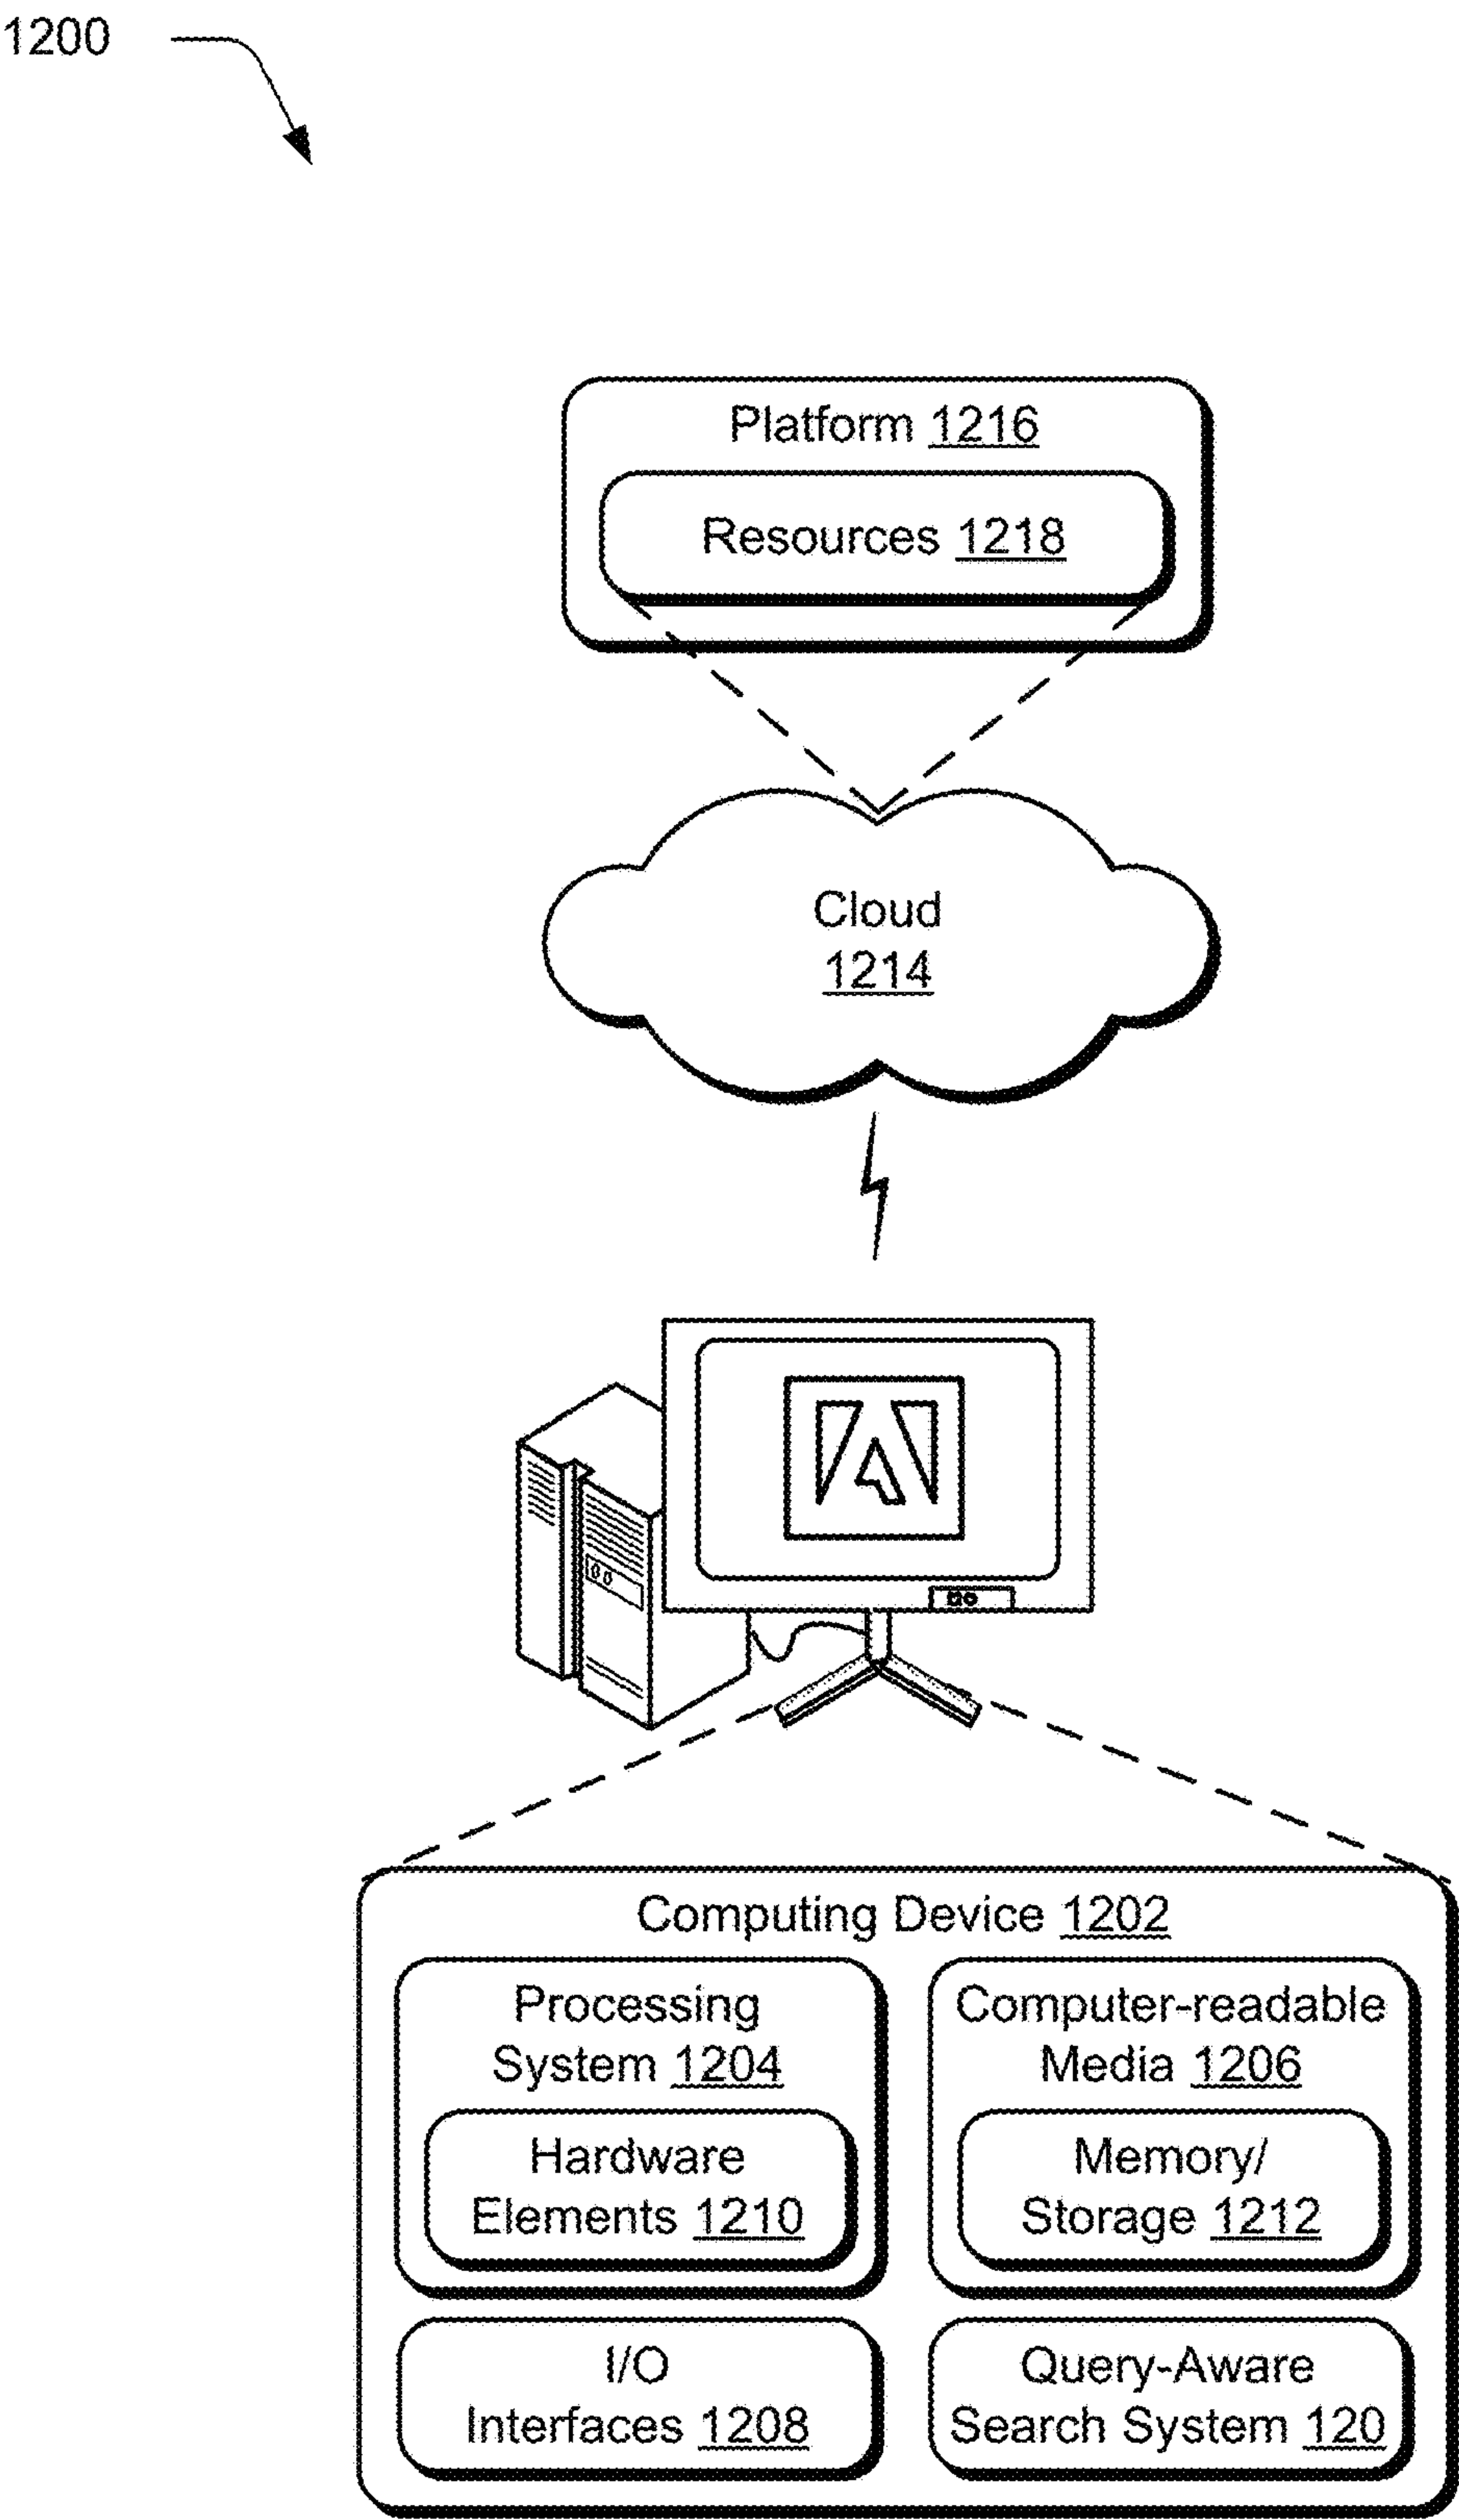 1200
Platform 1216
Resources 1218
Cloud
1214
Computing Device 1202
Processing
System 1204
Hardware
Elements 1210
Computer-readable
Media 1206
Memory/
Storage 1212
I/O
Interfaces 1208
Query-Aware
Search System 120